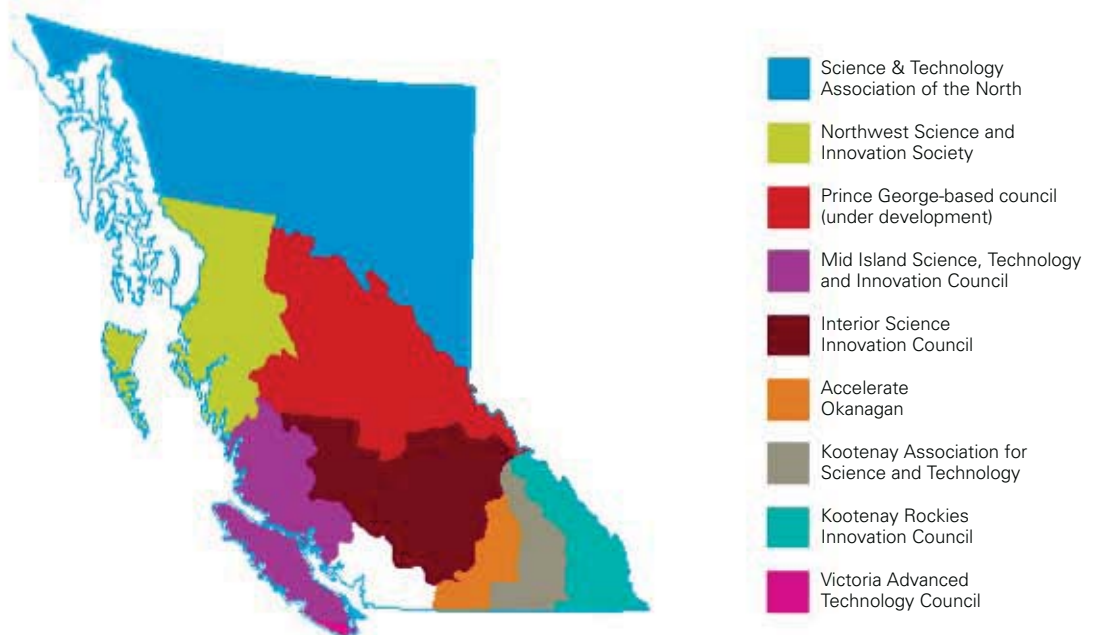 Science & Technology
Association of the North
Northwest Science and
Innovation Society
Prince George-based council
(under development)
Mid Island Science, Technology
and Innovation Council
Interior Science
Innovation Council
Accelerate
Okanagan
Kootenay Association for
Science and Technology
Kootenay Rockies
Innovation Council
Victoria Advanced
Technology Council